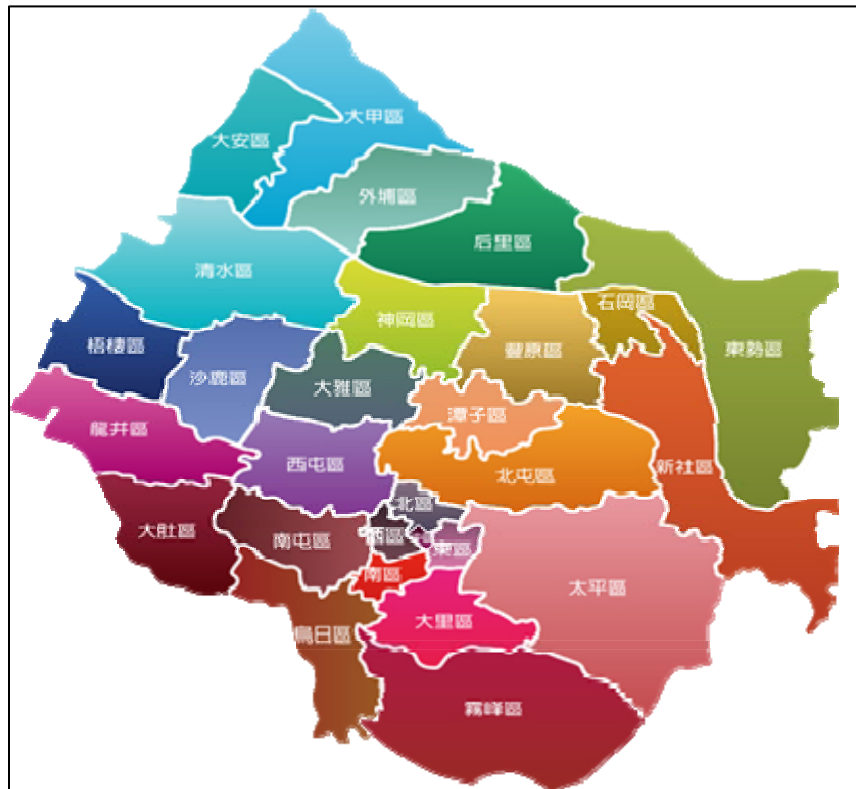 大甲區
大安區
外埔區
后里區
清水區
石岡區
神岡區
豐原區
梧棲區
東勢區
沙鹿區
大雅區
潭子區
龍井區
西屯區
北屯區
新社區
北區
大肚區
南屯區
西區
東區
南區
太平區
大里區
烏日區
霧峰區